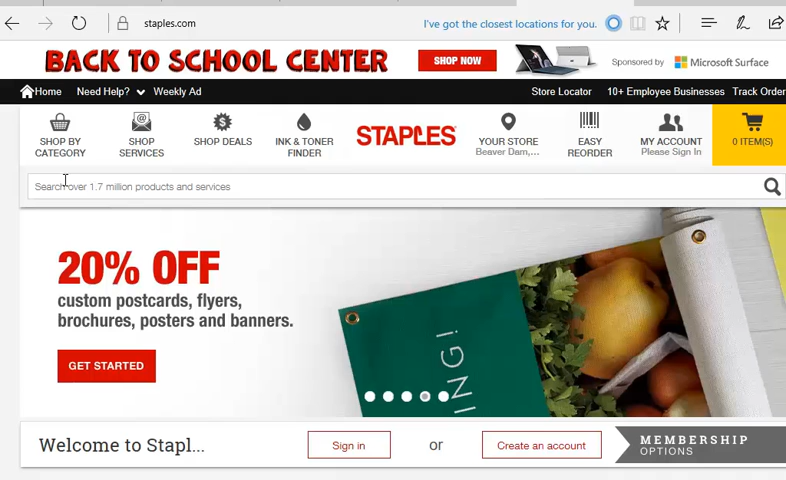 staples.com
I've got the closest locations for you.
BACK TO SCHOOL CENTER
SHOP NOW
Sponsored by Microsoft Surface
Home Need Help? Weekly Ad Store Locator 10+ Employee Businesses Track Order
SHOP BY CATEGORY
SHOP SERVICES
SHOP DEALS
INK & TONER FINDER
STAPLES
YOUR STORE
Beaver Dam,...
EASY REORDER
MY ACCOUNT
Please Sign In
0 ITEM(S)
Search over 1.7 million products and services
20% OFF
custom postcards, flyers,
brochures, posters and banners.
GET STARTED
ING!
Welcome to Stapl...
Sign in or Create an account
MEMBERSHIP
OPTIONS